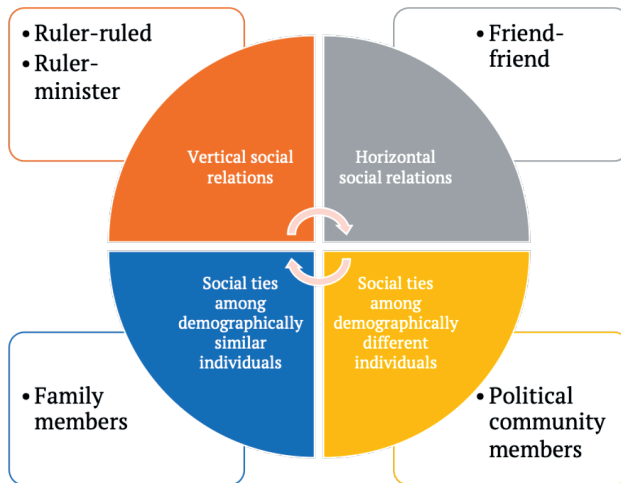 • Ruler-ruled
• Ruler-
minister
• Friend-
friend
Vertical social
relations
Horizontal
social relations
Social ties
among
demographically
similar
individuals
Social ties
among
demographically
different
individuals
• Family
members
• Political
community
members